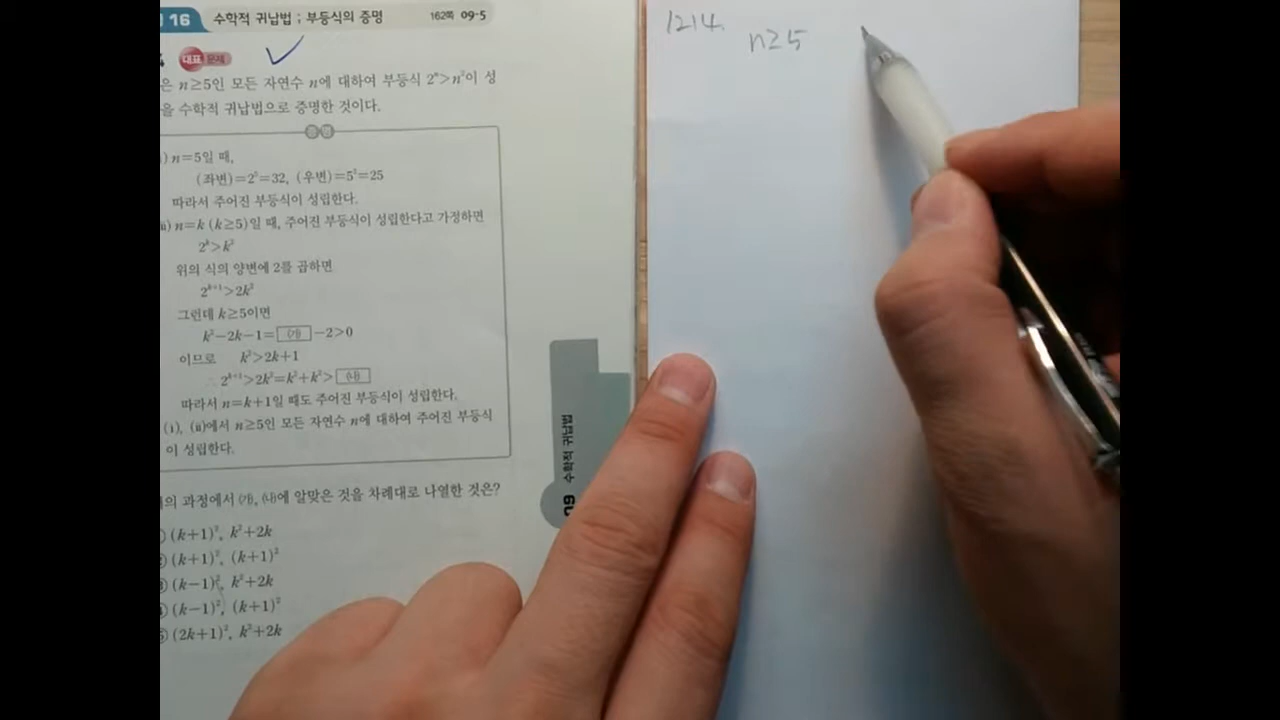 16 수학적 귀납법 ; 부등식의 증명 162쪽 09-5
대표 문제
은 n≥5인 모든 자연수 n에 대하여 부등식 2ⁿ>n²이 성
을 수학적 귀납법으로 증명한 것이다.
증명
) n=5일 때,
(좌변)=2⁵=32, (우변)=5²=25
따라서 주어진 부등식이 성립한다.
ii) n=k (k≥5)일 때, 주어진 부등식이 성립한다고 가정하면
2ᵏ>k²
위의 식의 양변에 2를 곱하면
2ᵏ⁺¹>2k²
그런데 k≥5이면
k²-2k-1=(가)-2>0
이므로 k²>2k+1
∴ 2ᵏ⁺¹>2k²=k²+k²>(나)
따라서 n=k+1일 때도 주어진 부등식이 성립한다.
(i), (ii)에서 n≥5인 모든 자연수 n에 대하여 주어진 부등식
이 성립한다.
의 과정에서 (가), (나)에 알맞은 것을 차례대로 나열한 것은?
① (k+1)², k²+2k
② (k+1)², (k+1)²
③ (k-1)², k²+2k
④ (k-1)², (k+1)²
⑤ (2k+1)², k²+2k
09 수학적 귀납법
1214.
n≥5